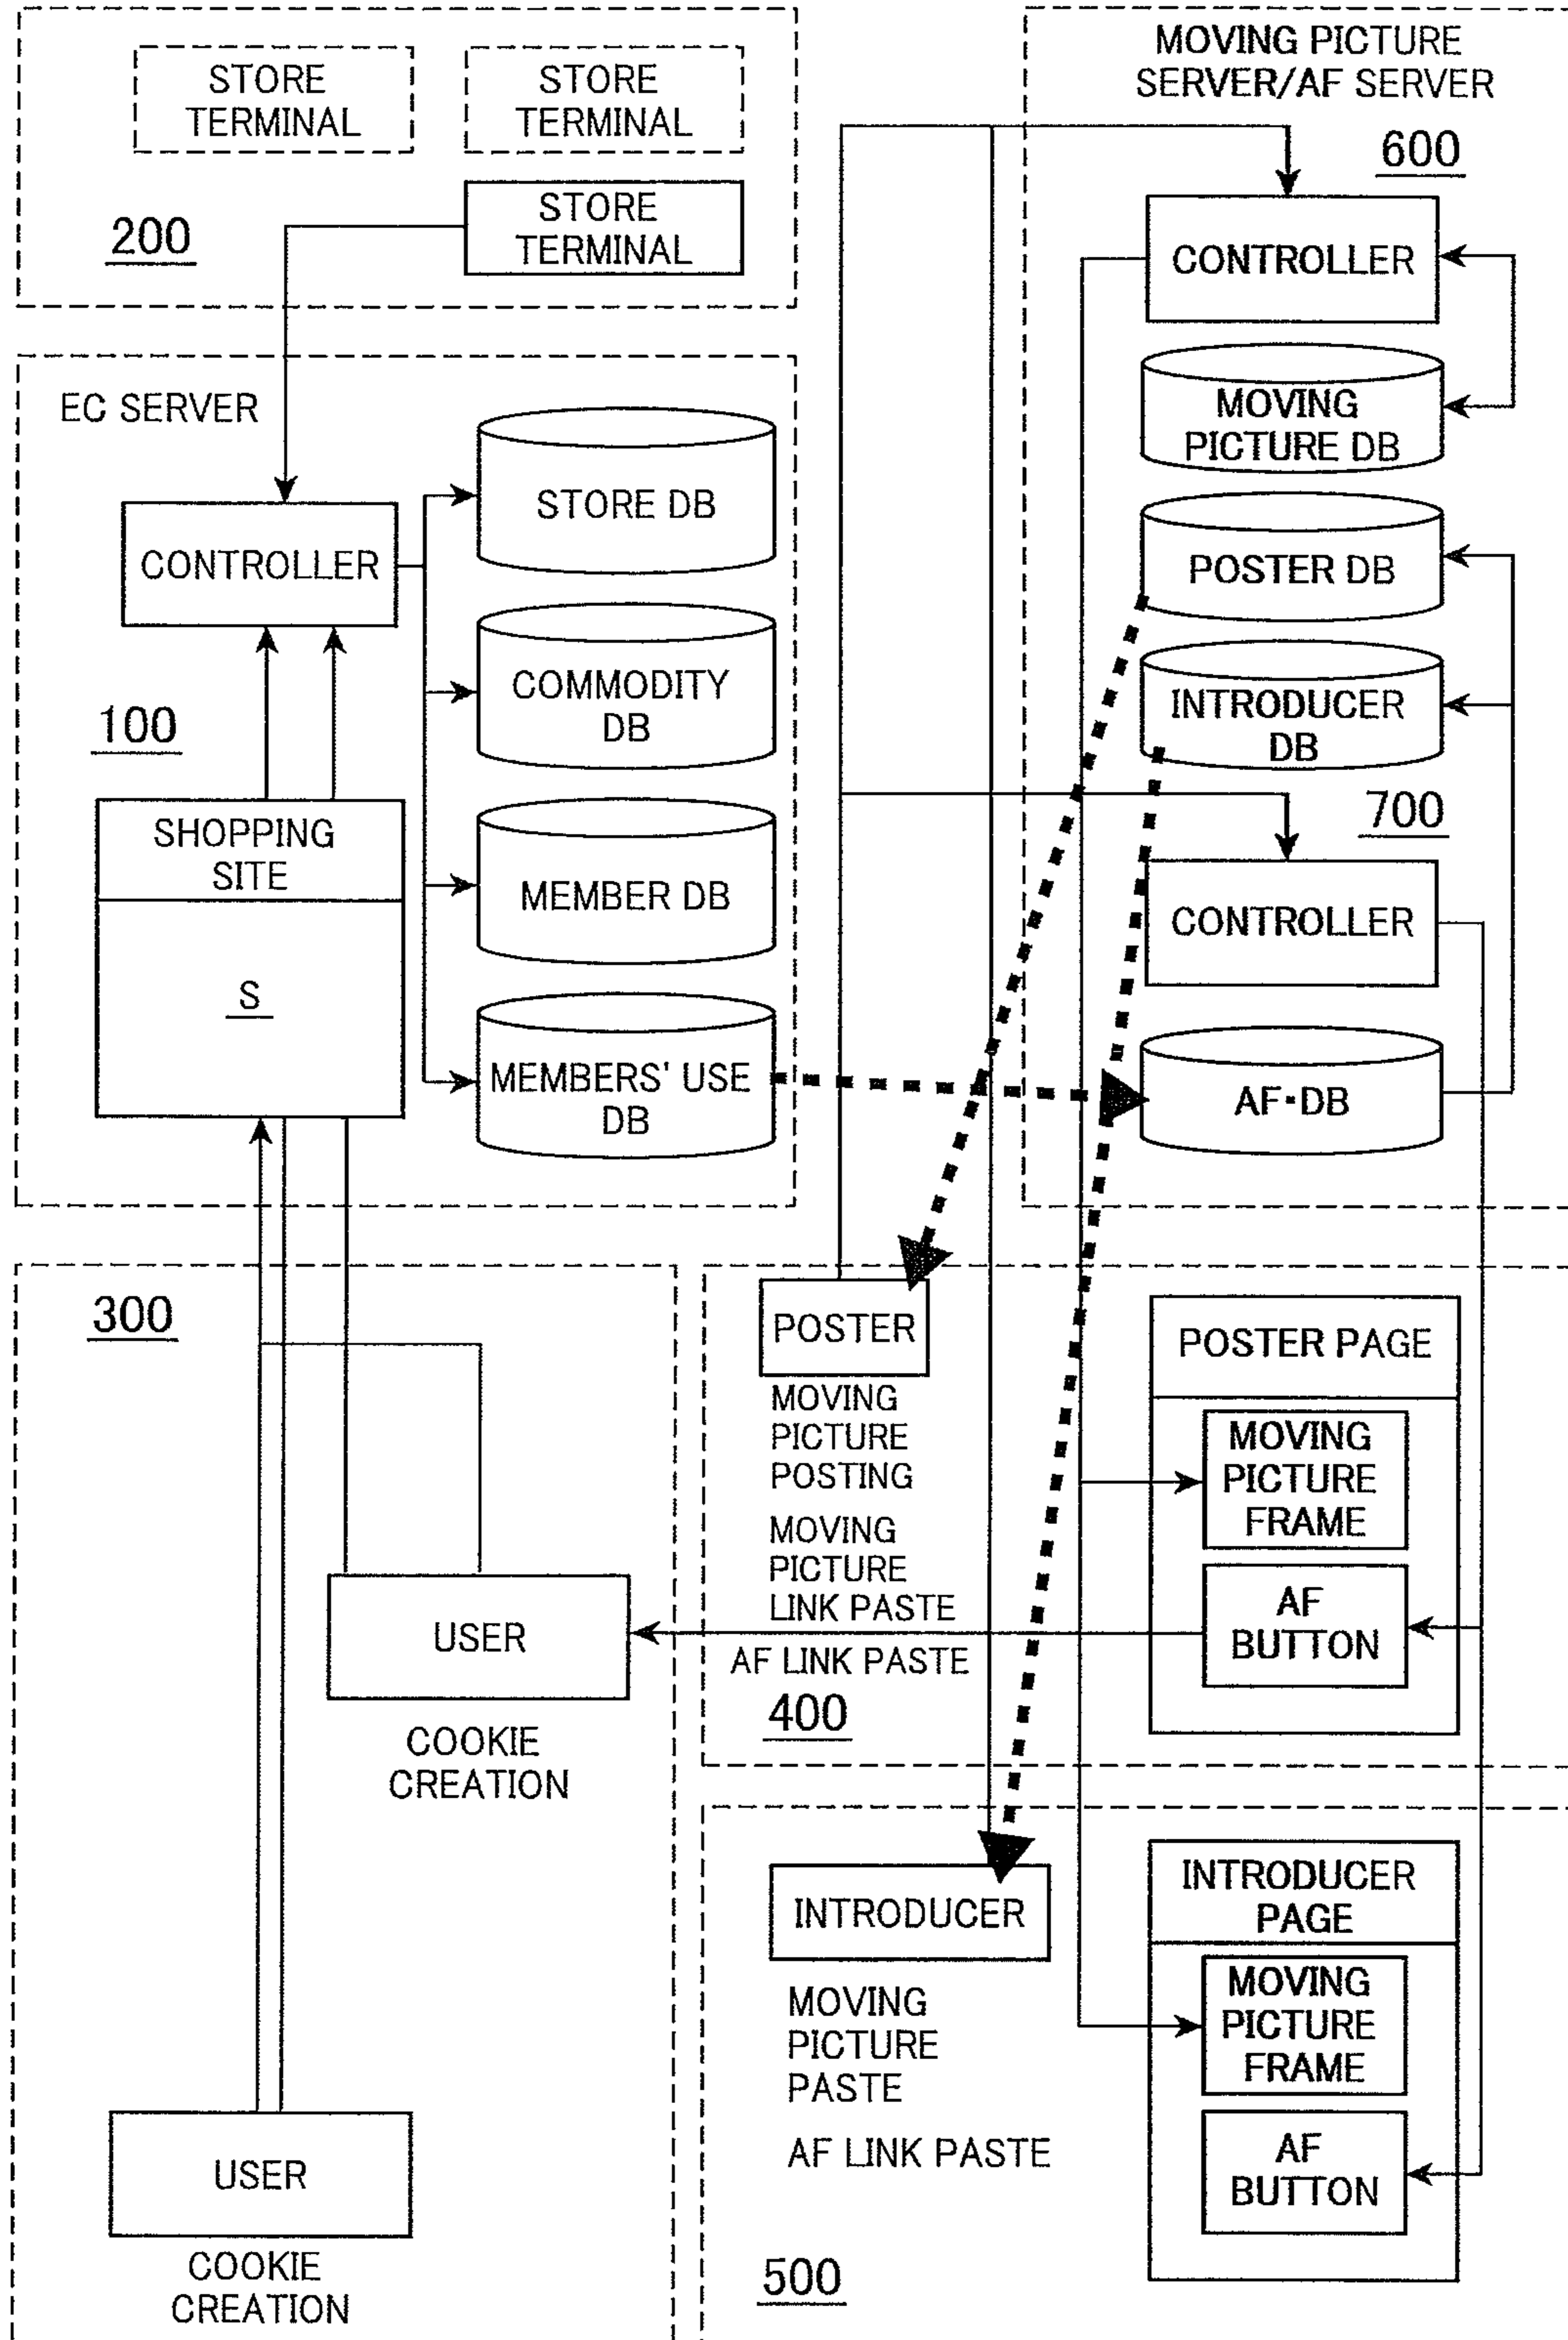 STORE
TERMINAL
STORE
TERMINAL
STORE
TERMINAL
200
EC SERVER
CONTROLLER
STORE DB
COMMODITY
DB
MEMBER DB
MEMBERS' USE
DB
100
SHOPPING
SITE
S
MOVING PICTURE
SERVER/AF SERVER
600
CONTROLLER
MOVING
PICTURE DB
POSTER DB
INTRODUCER
DB
700
CONTROLLER
AF・DB
300
USER
COOKIE
CREATION
USER
COOKIE
CREATION
POSTER
MOVING
PICTURE
POSTING
MOVING
PICTURE
LINK PASTE
AF LINK PASTE
400
POSTER PAGE
MOVING
PICTURE
FRAME
AF
BUTTON
INTRODUCER
MOVING
PICTURE
PASTE
AF LINK PASTE
500
INTRODUCER
PAGE
MOVING
PICTURE
FRAME
AF
BUTTON